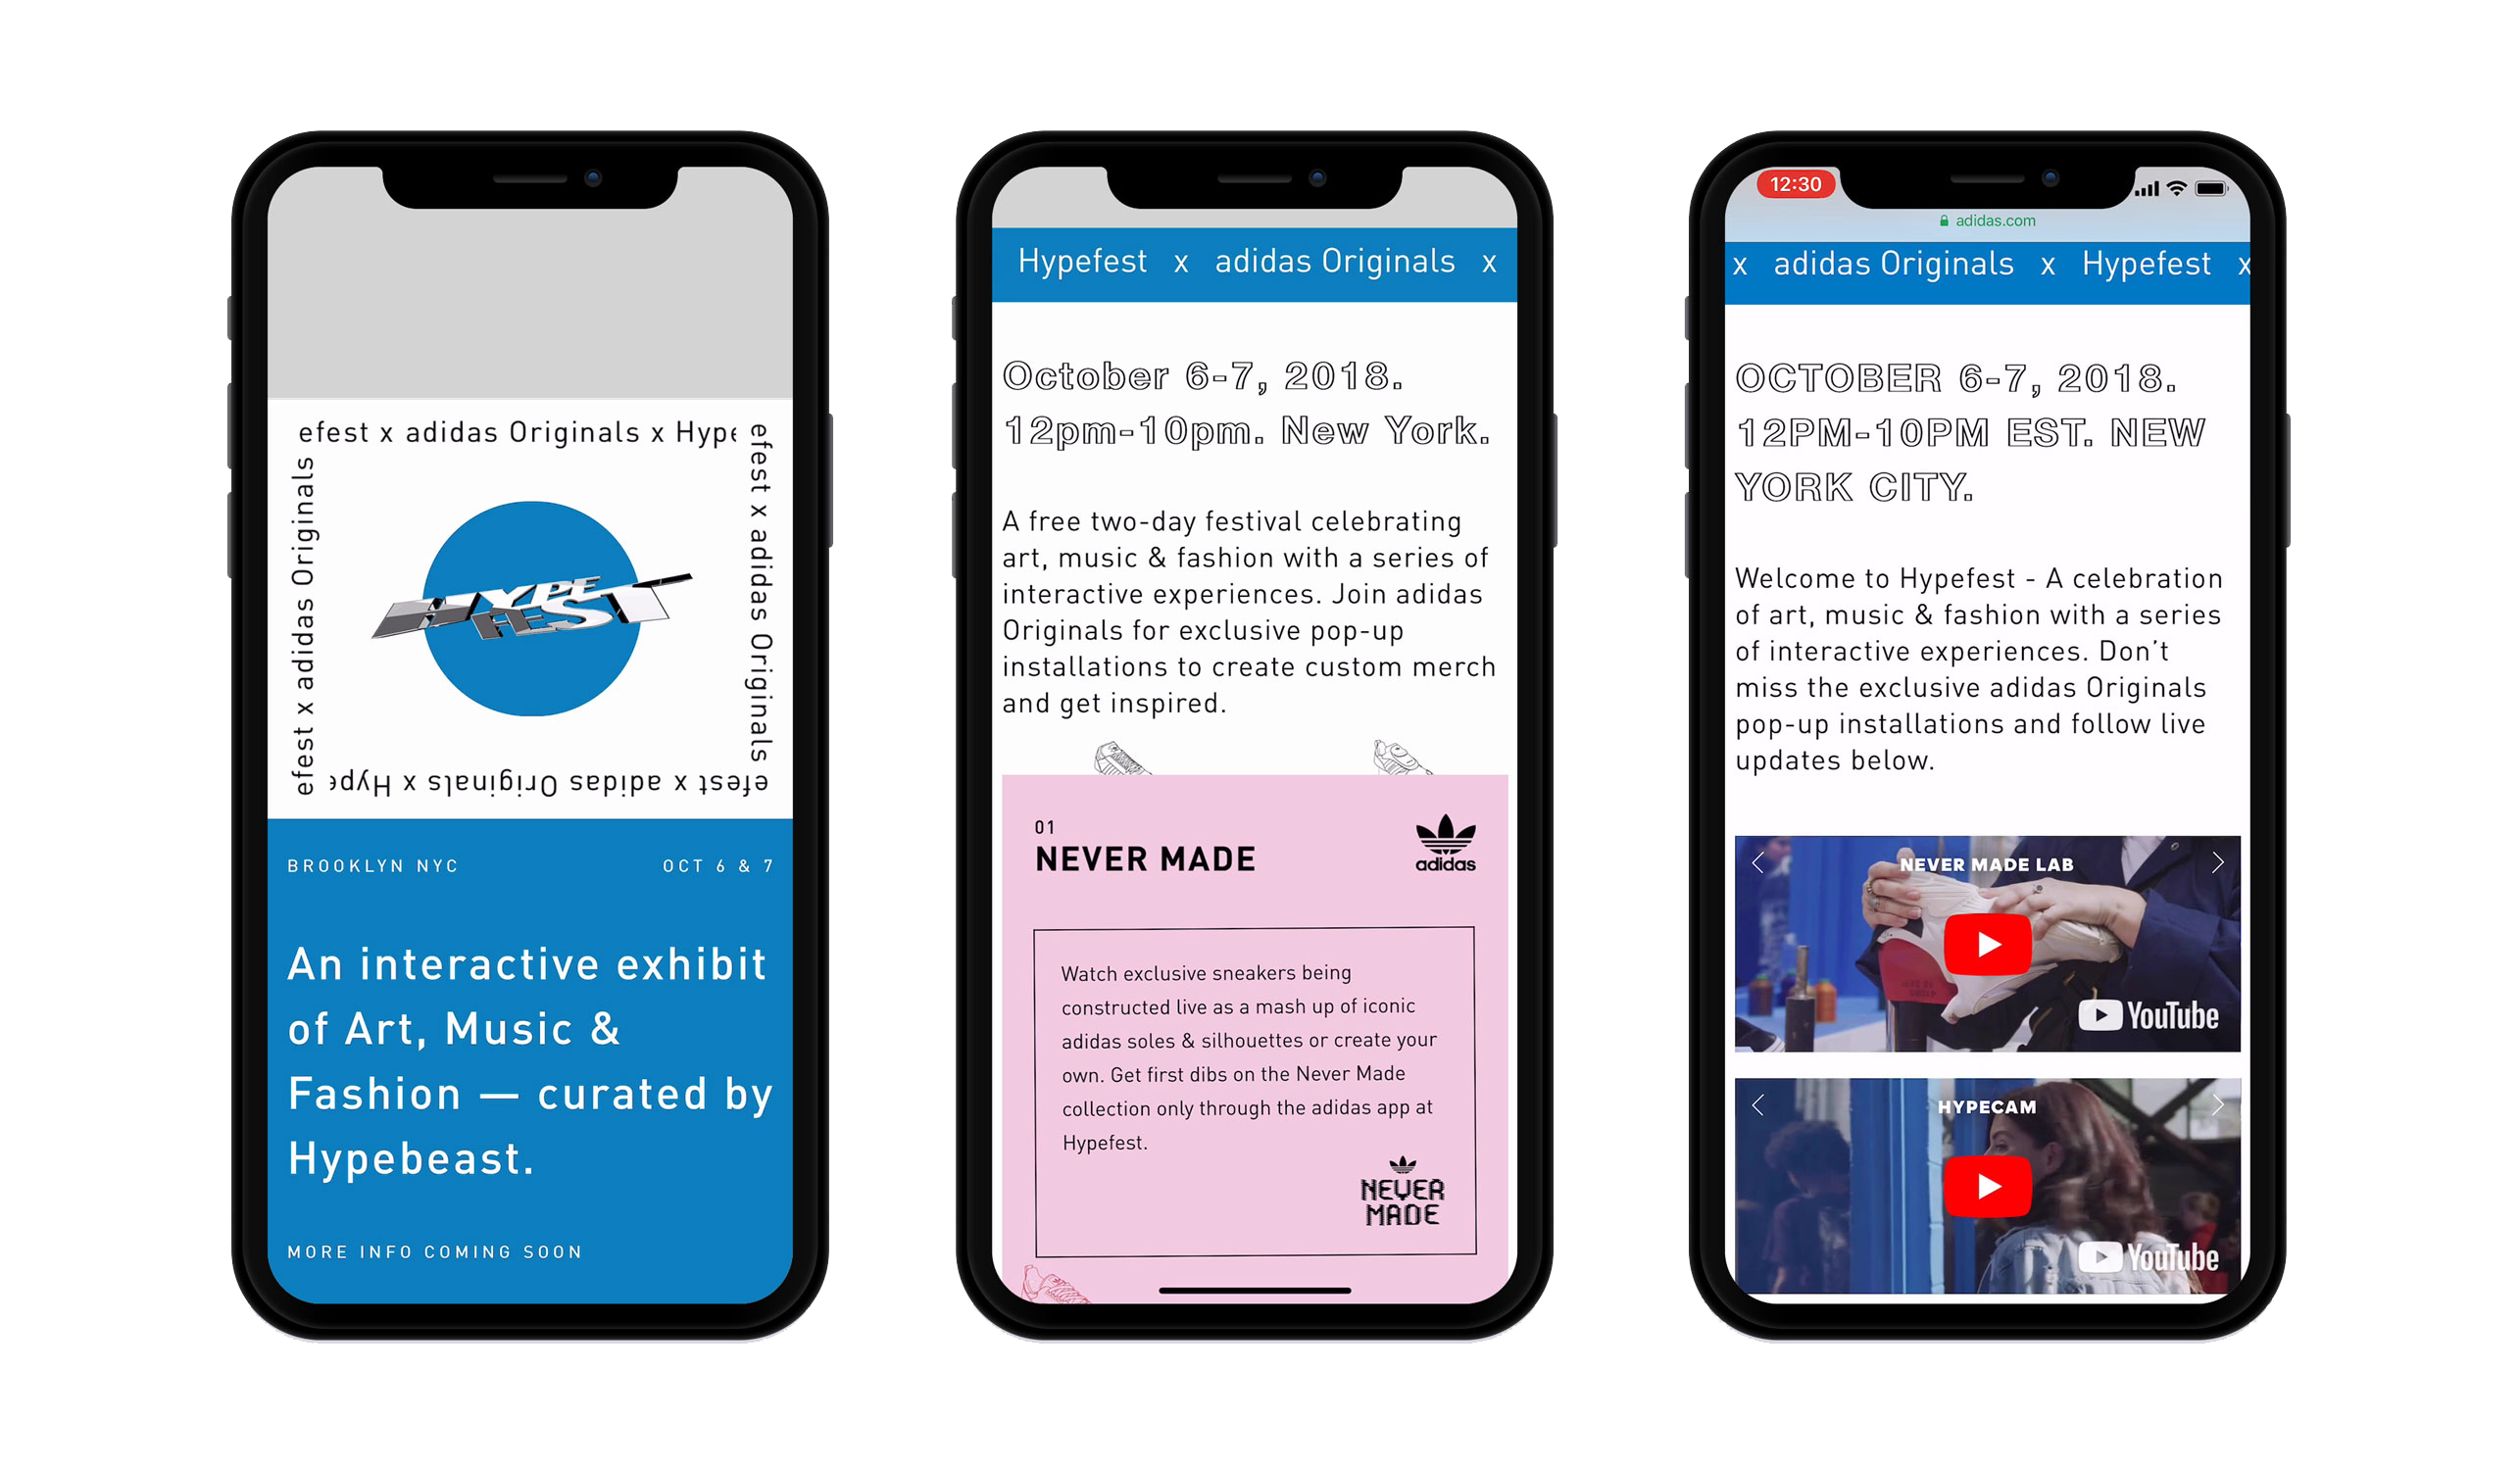 efest x adidas Originals x Hype
efest x adidas Originals
efest x adidas Originals
HYPE
FEST
efest x adidas Originals x Hype
BROOKLYN NYC
OCT 6 & 7
An interactive exhibit
of Art, Music &
Fashion — curated by
Hypebeast.
MORE INFO COMING SOON
Hypefest x adidas Originals x
October 6-7, 2018.
12pm-10pm. New York.
A free two-day festival celebrating
art, music & fashion with a series of
interactive experiences. Join adidas
Originals for exclusive pop-up
installations to create custom merch
and get inspired.
01
NEVER MADE
adidas
Watch exclusive sneakers being
constructed live as a mash up of iconic
adidas soles & silhouettes or create your
own. Get first dibs on the Never Made
collection only through the adidas app at
Hypefest.
NEVER
MADE
12:30
adidas.com
x adidas Originals x Hypefest x
OCTOBER 6-7, 2018.
12PM-10PM EST. NEW
YORK CITY.
Welcome to Hypefest - A celebration
of art, music & fashion with a series
of interactive experiences. Don’t
miss the exclusive adidas Originals
pop-up installations and follow live
updates below.
NEVER MADE LAB
YouTube
HYPECAM
YouTube